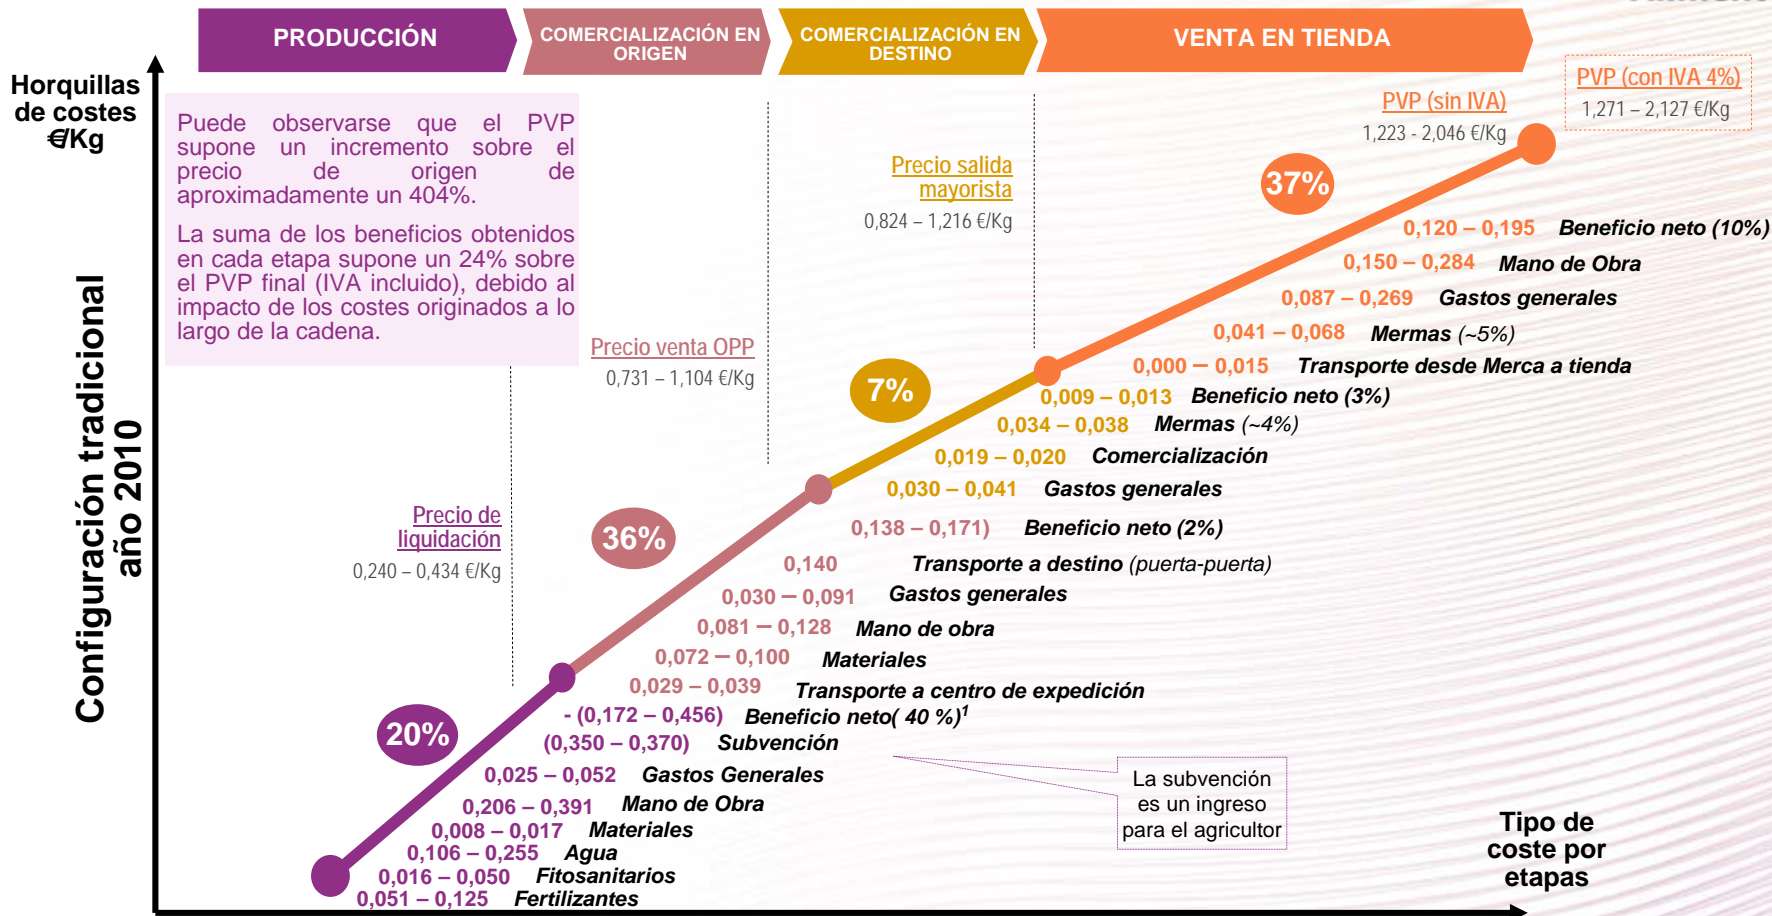 PRODUCCIÓN
COMERCIALIZACIÓN EN
ORIGEN
COMERCIALIZACIÓN EN
DESTINO
VENTA EN TIENDA
Horquillas
de costes
€/Kg
Puede observarse que el PVP
supone un incremento sobre el
precio de origen de
aproximadamente un 404%.
La suma de los beneficios obtenidos
en cada etapa supone un 24% sobre
el PVP final (IVA incluido), debido al
impacto de los costes originados a lo
largo de la cadena.
PVP (con IVA 4%)
1,271 – 2,127 €/Kg
PVP (sin IVA)
1,223 - 2,046 €/Kg
Precio salida
mayorista
0,824 – 1,216 €/Kg
Precio venta OPP
0,731 – 1,104 €/Kg
Precio de
liquidación
0,240 – 0,434 €/Kg
Configuración tradicional
año 2010
37%
7%
36%
20%
0,120 – 0,195 Beneficio neto (10%)
0,150 – 0,284 Mano de Obra
0,087 – 0,269 Gastos generales
0,041 – 0,068 Mermas (~5%)
0,000 – 0,015 Transporte desde Merca a tienda
0,009 – 0,013 Beneficio neto (3%)
0,034 – 0,038 Mermas (~4%)
0,019 – 0,020 Comercialización
0,030 – 0,041 Gastos generales
0,138 – 0,171) Beneficio neto (2%)
0,140 Transporte a destino (puerta-puerta)
0,030 – 0,091 Gastos generales
0,081 – 0,128 Mano de obra
0,072 – 0,100 Materiales
0,029 – 0,039 Transporte a centro de expedición
- (0,172 – 0,456) Beneficio neto( 40 %)¹
(0,350 – 0,370) Subvención
0,025 – 0,052 Gastos Generales
0,206 – 0,391 Mano de Obra
0,008 – 0,017 Materiales
0,106 – 0,255 Agua
0,016 – 0,050 Fitosanitarios
0,051 – 0,125 Fertilizantes
La subvención
es un ingreso
para el agricultor
Tipo de
coste por
etapas